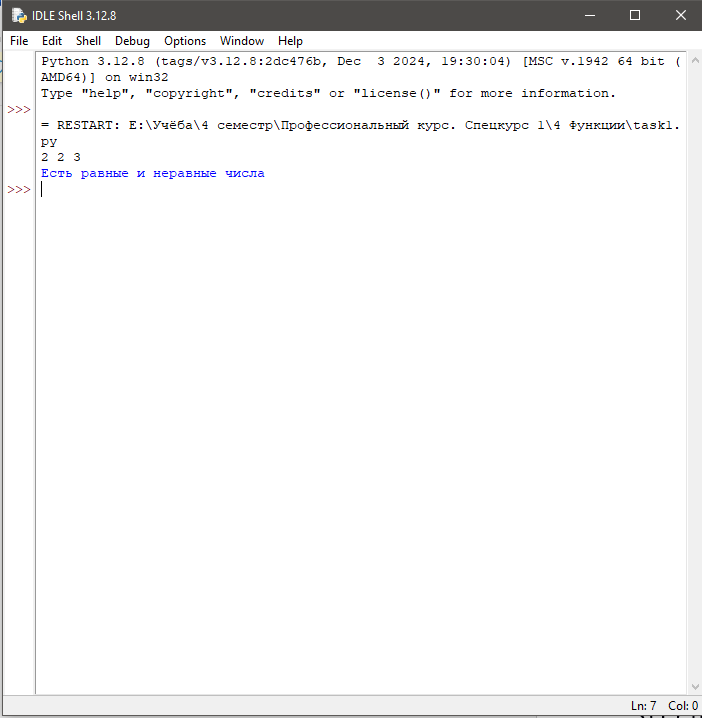 IDLE Shell 3.12.8
File Edit Shell Debug Options Window Help
Python 3.12.8 (tags/v3.12.8:2dc476b, Dec  3 2024, 19:30:04) [MSC v.1942 64 bit (
AMD64)] on win32
Type "help", "copyright", "credits" or "license()" for more information.
>>>
= RESTART: E:\Учёба\4 семестр\Профессиональный курс. Спецкурс 1\4 Функции\task1.
py
2 2 3
Есть равные и неравные числа
>>>
Ln: 7 Col: 0